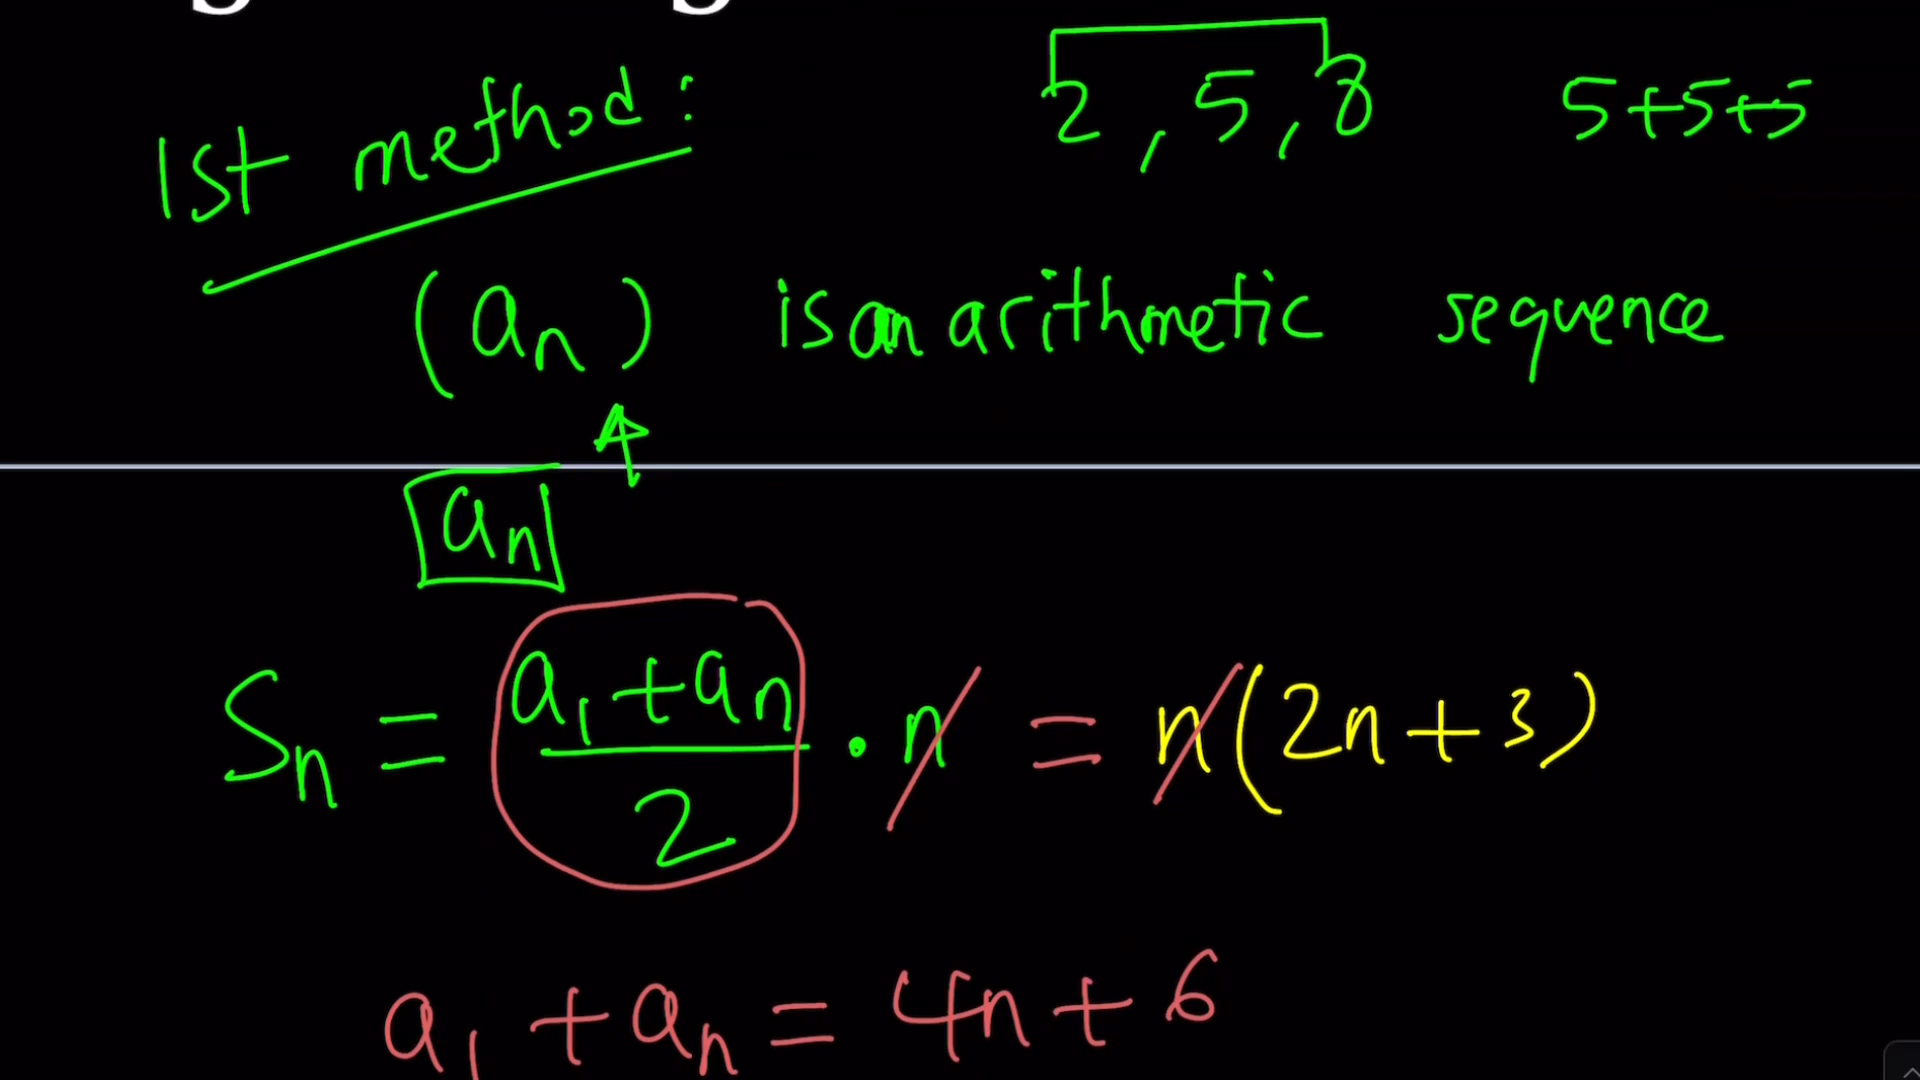 1st method: 2, 5, 8 5+5+5
(aₙ) is an arithmetic sequence
aₙ
Sₙ = (a₁ + aₙ)/2 · n = n(2n+3)
a₁ + aₙ = 4n + 6